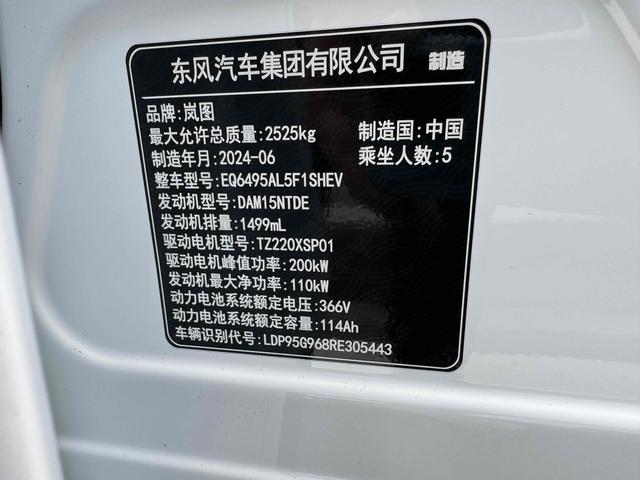 东风汽车集团有限公司 制造
品牌:岚图
最大允许总质量:2525kg 制造国:中国
制造年月:2024-06 乘坐人数:5
整车型号:EQ6495AL5F1SHEV
发动机型号:DAM15NTDE
发动机排量:1499mL
驱动电机型号:TZ220XSP01
驱动电机峰值功率:200kW
发动机最大净功率:110kW
动力电池系统额定电压:366V
动力电池系统额定容量:114Ah
车辆识别代号:LDP95G968RE305443